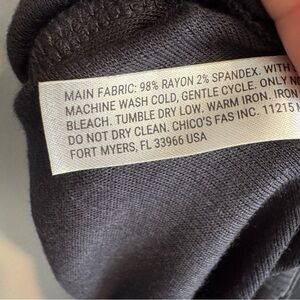 MAIN FABRIC: 98% RAYON 2% SPANDEX. WITH
MACHINE WASH COLD, GENTLE CYCLE. ONLY
BLEACH. TUMBLE DRY LOW. WARM IRON. IRON
DO NOT DRY CLEAN. CHICO'S FAS INC. 11215
FORT MYERS, FL 33966 USA